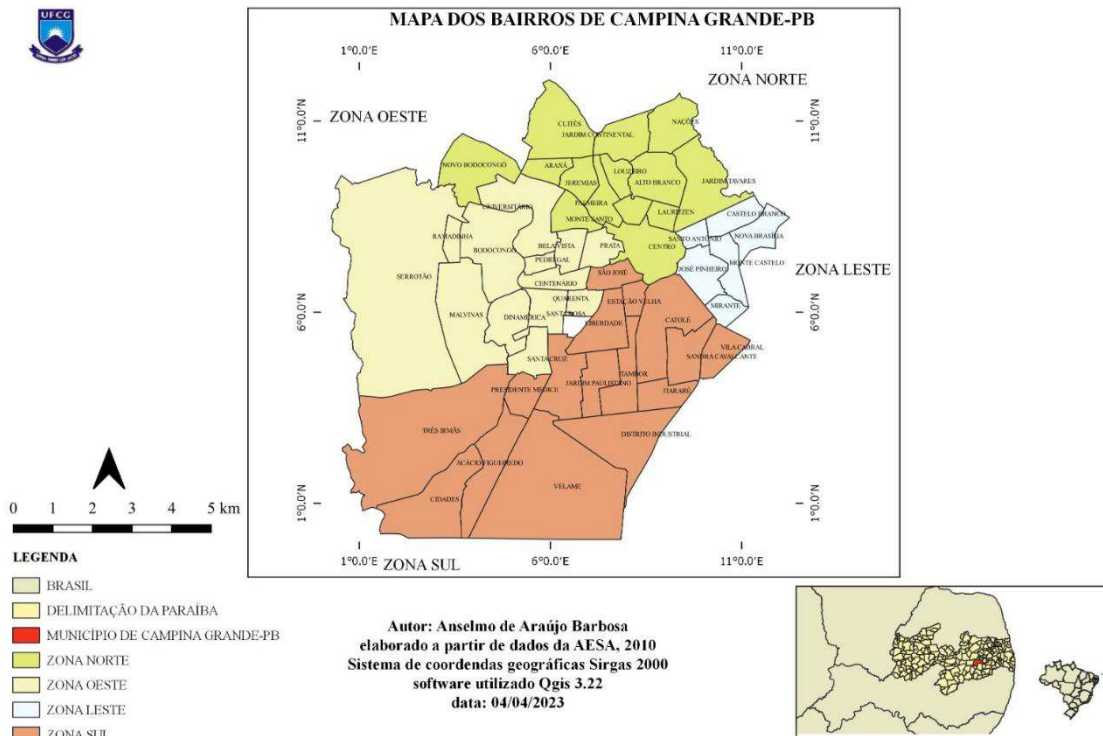 UFCG
MAPA DOS BAIRROS DE CAMPINA GRANDE-PB
1°0.0'E 6°0.0'E 11°0.0'E
ZONA NORTE
ZONA OESTE
11°0.0'N 11°0.0'N
CUITÉS
NAÇÕES
JARDIM CONTINENTAL
NOVO BODOCONGÓ
ARAXÁ
LOUZEIRO
JEREMIAS
ALTO BRANCO
JARDIM TAVARES
PALMEIRA
UNIVERSITÁRIO
LAURITZEN
CASTELO BRANCO
MONTE SANTO
RAMADINHA
SANTO ANTÔNIO
NOVA BRASÍLIA
BODOCONGÓ
BELA VISTA
PRATA
CENTRO
PEDREGAL
MONTE CASTELO
SERROTÃO
SÃO JOSÉ
JOSÉ PINHEIRO
ZONA LESTE
CENTENÁRIO
QUARENTA
ESTAÇÃO VELHA
MIRANTE
6°0.0'N 6°0.0'N
MALVINAS
DINAMÉRICA
SANTA ROSA
LIBERDADE
CATOLÉ
VILA CABRAL
SANTA CRUZ
SANDRA CAVALCANTE
TAMBOR
PRESIDENTE MÉDICE
JARDIM PAULISTANO
ITARARÉ
TRÊS IRMÃS
DISTRITO INDUSTRIAL
ACÁCIO FIGUEIREDO
VELAME
CIDADES
1°0.0'N 1°0.0'N
1°0.0'E 6°0.0'E 11°0.0'E
ZONA SUL
0 1 2 3 4 5 km
LEGENDA
BRASIL
DELIMITAÇÃO DA PARAÍBA
MUNICÍPIO DE CAMPINA GRANDE-PB
ZONA NORTE
ZONA OESTE
ZONA LESTE
ZONA SUL
Autor: Anselmo de Araújo Barbosa
elaborado a partir de dados da AESA, 2010
Sistema de coordendas geográficas Sirgas 2000
software utilizado Qgis 3.22
data: 04/04/2023